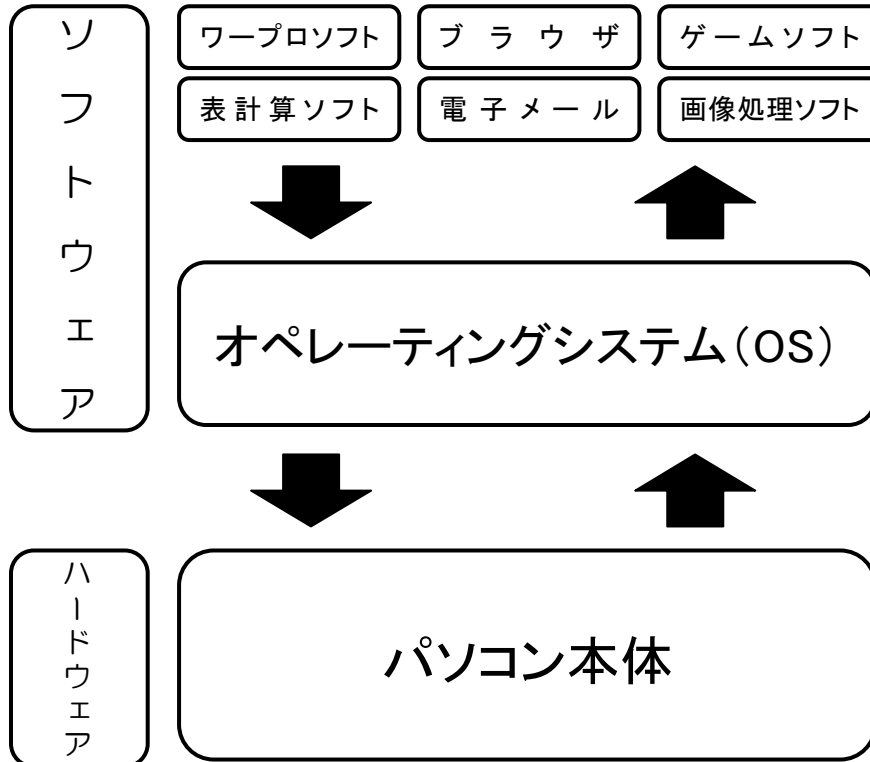 ソフトウェア
ワープロソフト
ブラウザ
ゲームソフト
表計算ソフト
電子メール
画像処理ソフト
オペレーティングシステム(OS)
ハードウェア
パソコン本体